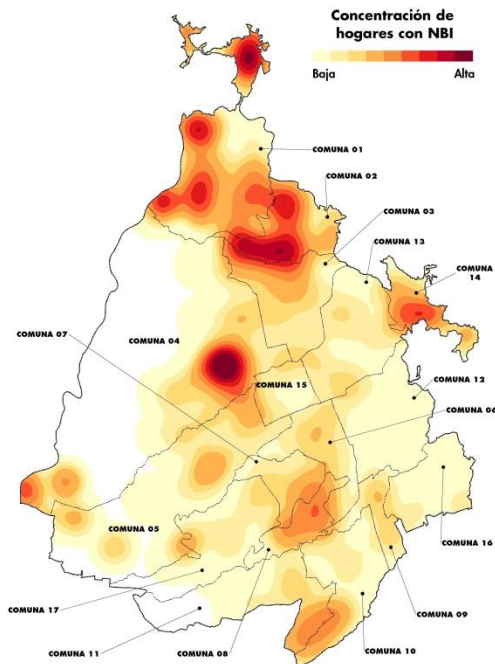 Concentración de
hogares con NBI
Baja
Alta
COMUNA 01
COMUNA 02
COMUNA 03
COMUNA 13
COMUNA
14
COMUNA 07
COMUNA 04
COMUNA 15
COMUNA 12
COMUNA 06
COMUNA 05
COMUNA 16
COMUNA 17
COMUNA 09
COMUNA 11
COMUNA 08
COMUNA 10